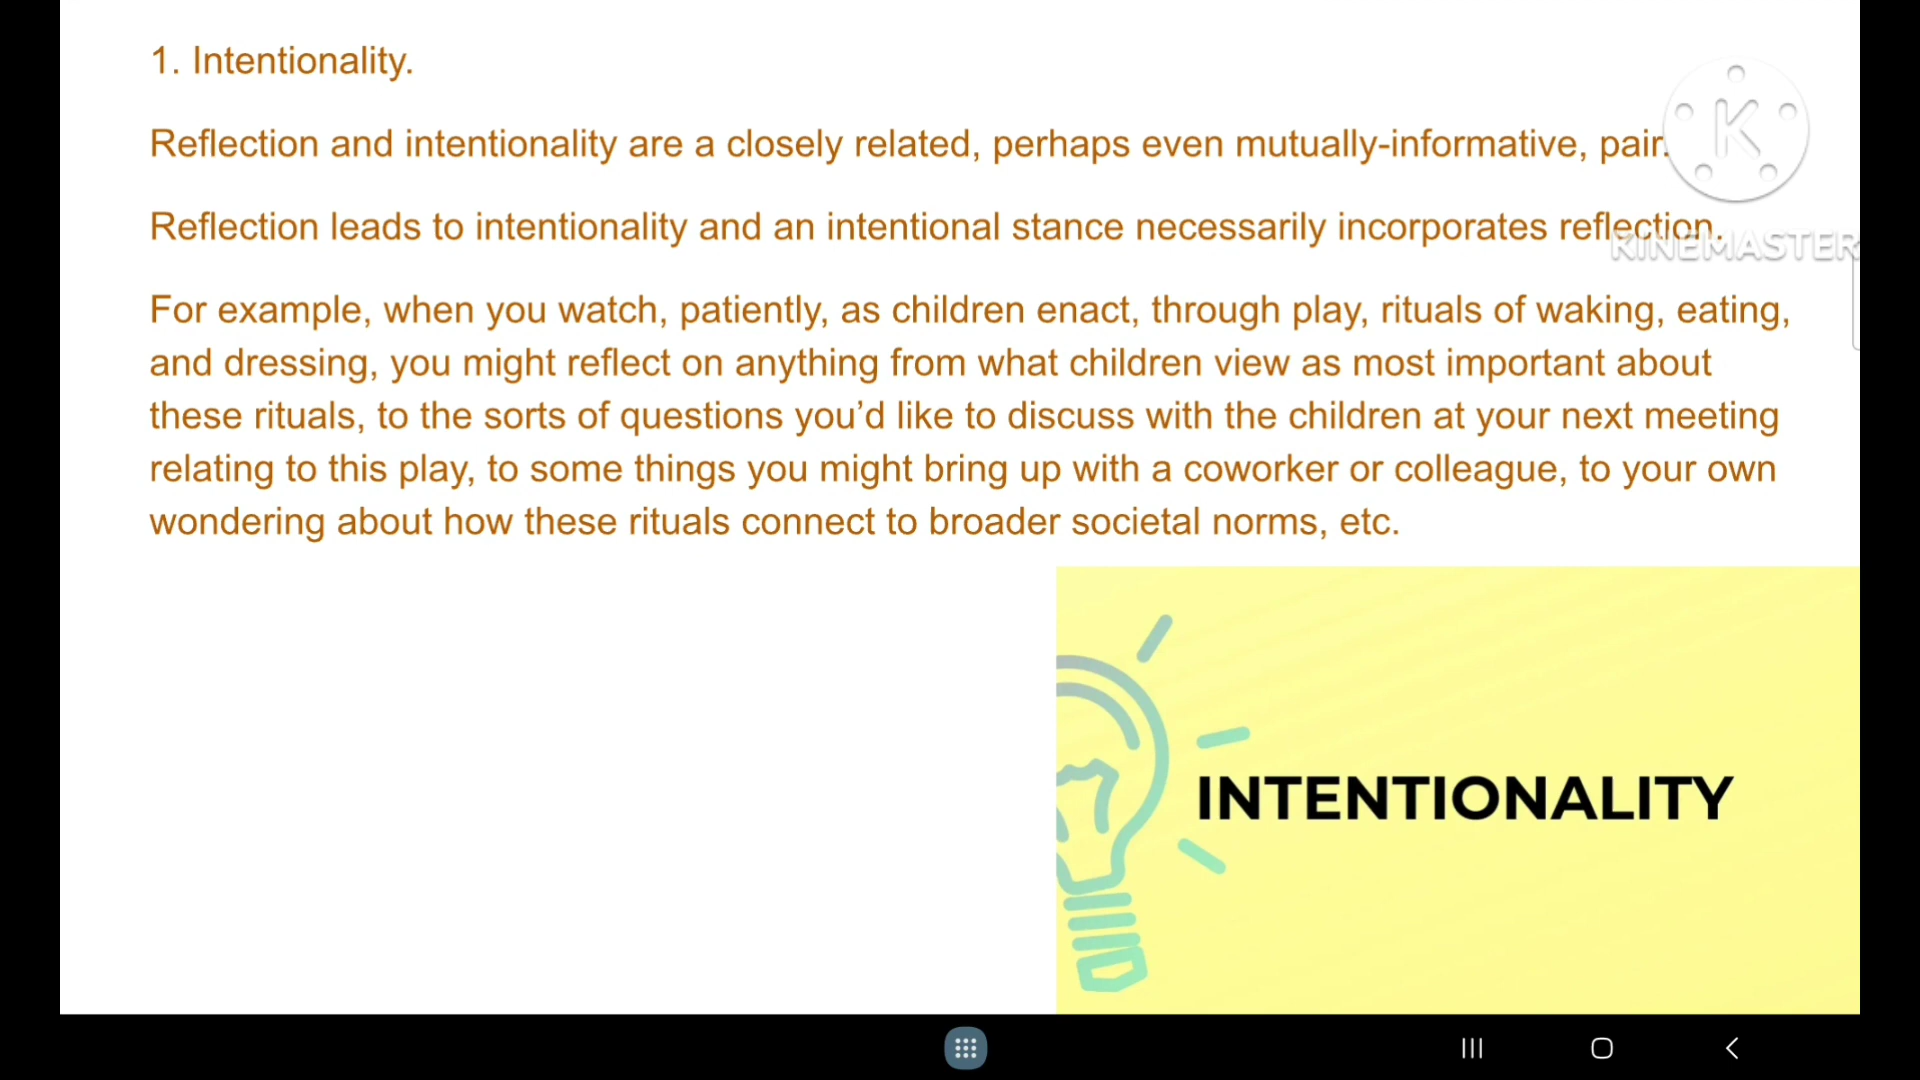 1. Intentionality.
Reflection and intentionality are a closely related, perhaps even mutually-informative, pair.
Reflection leads to intentionality and an intentional stance necessarily incorporates reflection.
For example, when you watch, patiently, as children enact, through play, rituals of waking, eating,
and dressing, you might reflect on anything from what children view as most important about
these rituals, to the sorts of questions you’d like to discuss with the children at your next meeting
relating to this play, to some things you might bring up with a coworker or colleague, to your own
wondering about how these rituals connect to broader societal norms, etc.
K
KINEMASTER
INTENTIONALITY